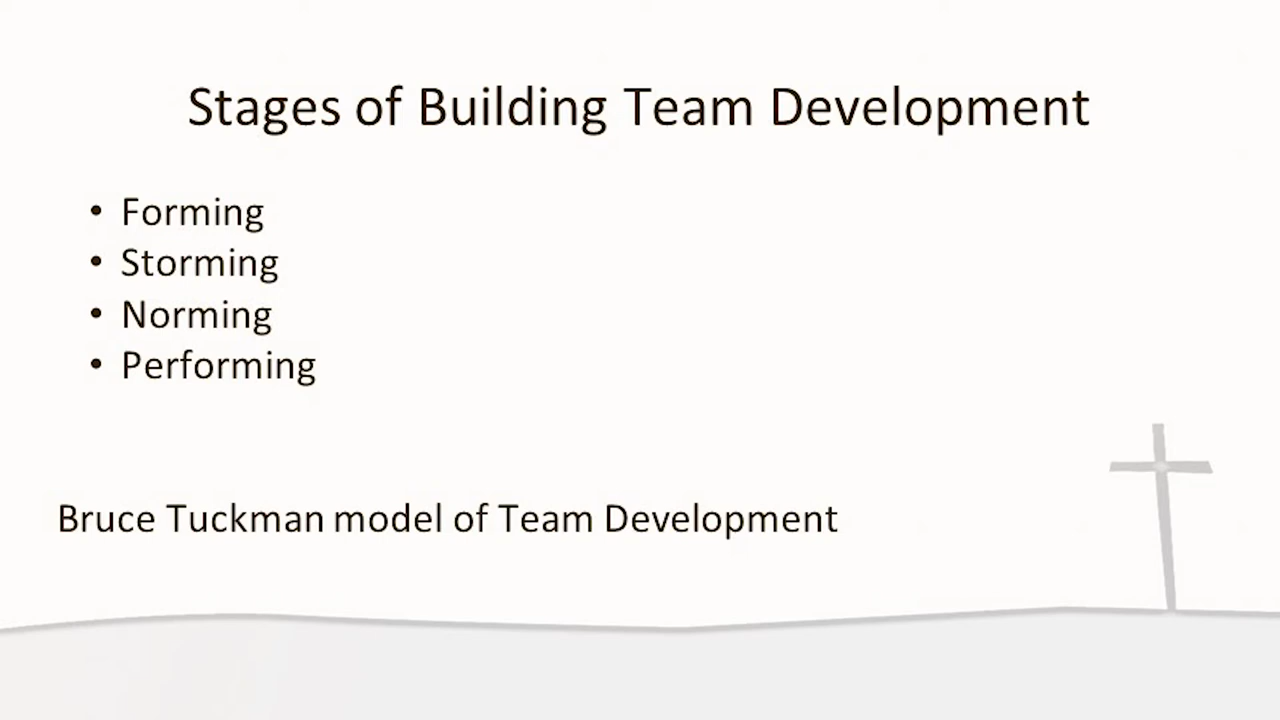 Stages of Building Team Development
• Forming
• Storming
• Norming
• Performing
Bruce Tuckman model of Team Development